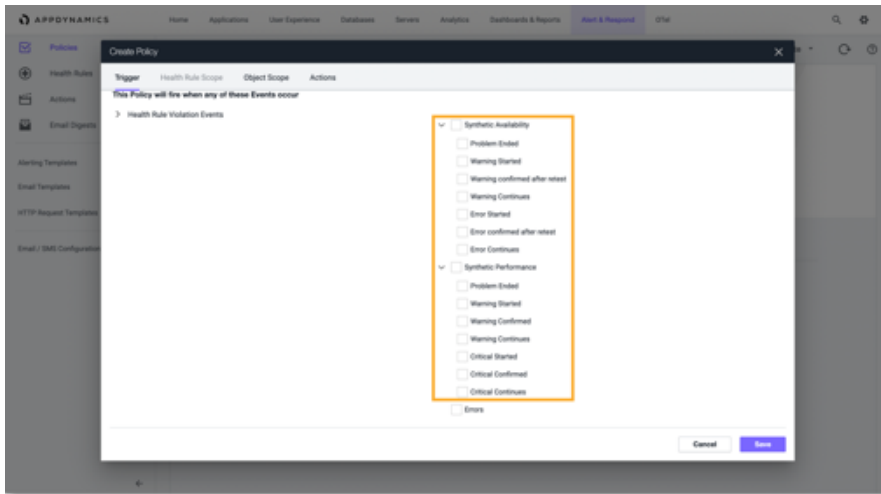 APPDYNAMICS
Home Applications User Experience Databases Servers Analytics Dashboards & Reports Alert & Respond
Policies
Health Rules
Actions
Email Digests
Alerting Templates
Email Templates
HTTP Request Templates
Email / SMS Configuration
Create Policy
Trigger Health Rule Scope Object Scope Actions
This Policy will fire when any of these Events occur
Health Rule Violation Events
Synthetic Availability
Problem Ended
Warning Started
Warning confirmed after retest
Warning Continues
Error Started
Error confirmed after retest
Error Continues
Synthetic Performance
Problem Ended
Warning Started
Warning Confirmed
Warning Continues
Critical Started
Critical Confirmed
Critical Continues
Errors
Cancel Save